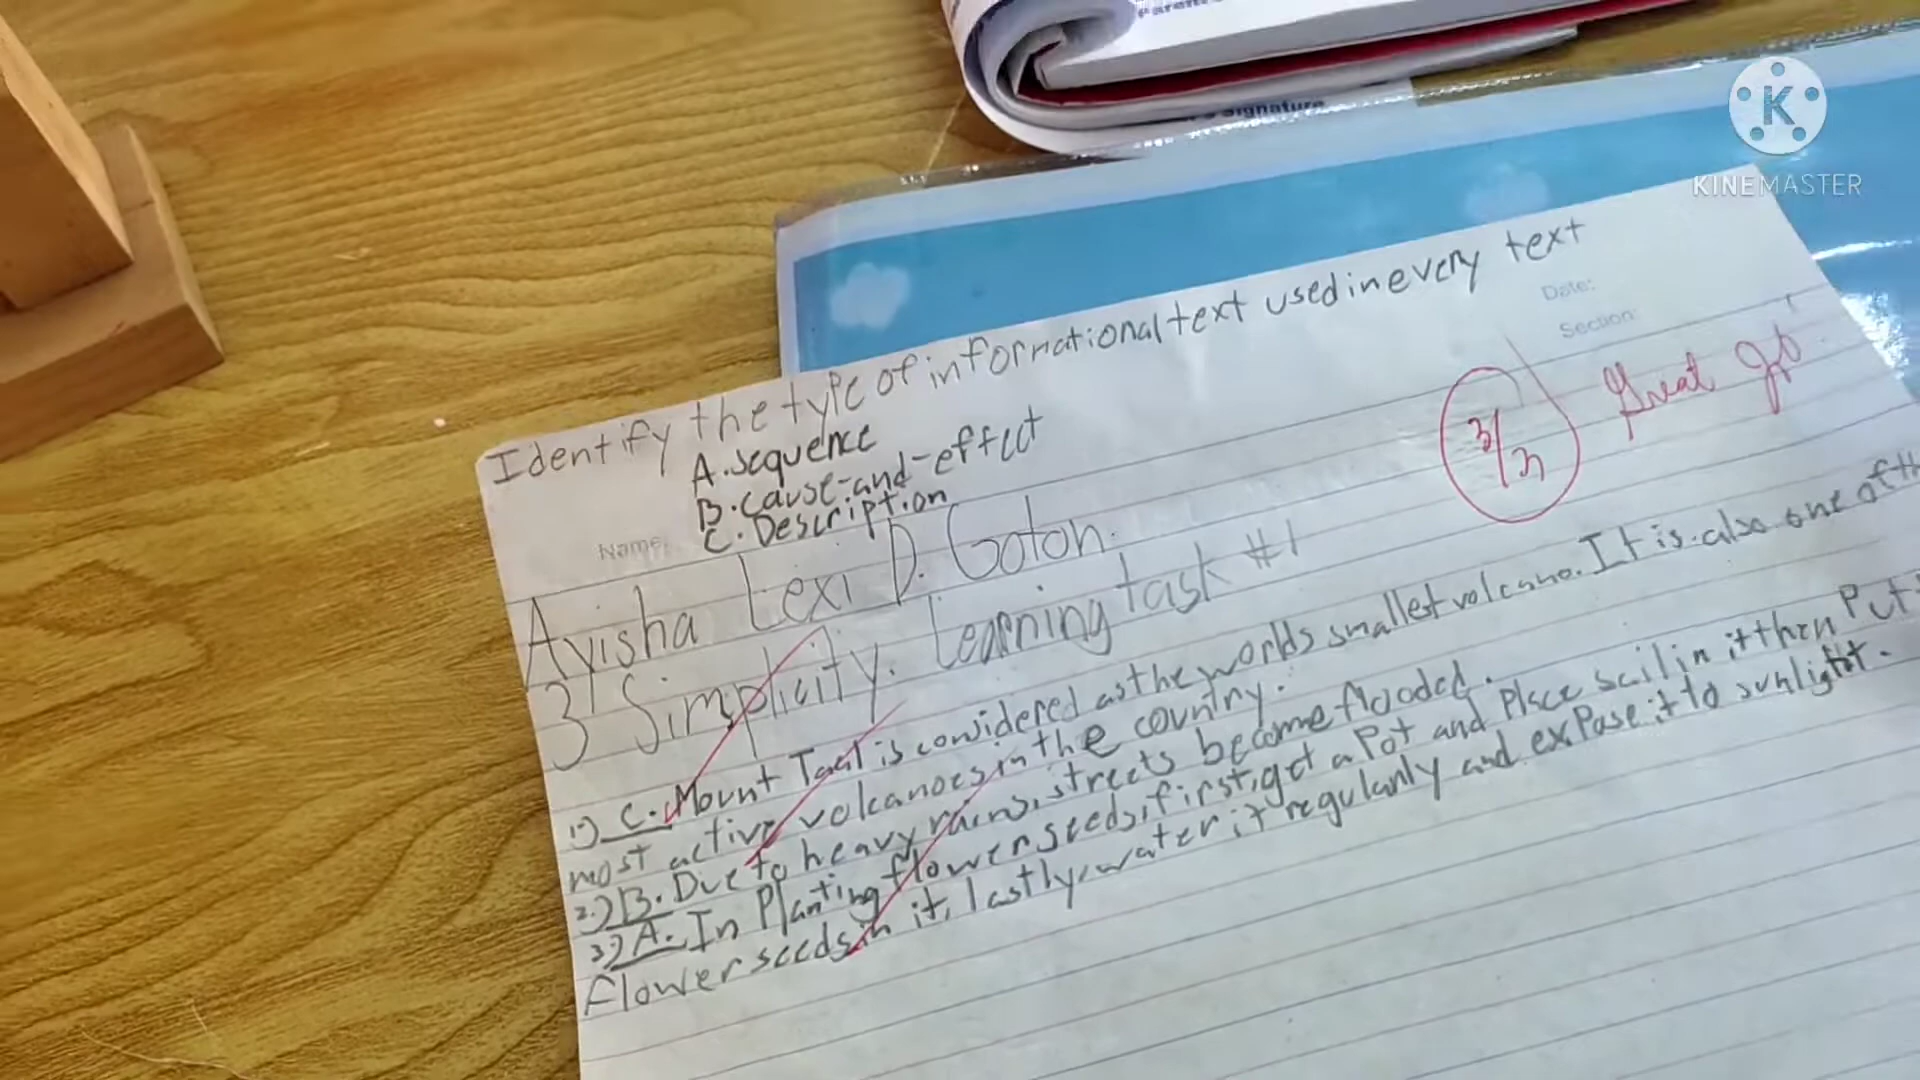 Parent's
Signature
KINEMASTER
Identify the type of informational text used in every text
A. Sequence
B. Cause-and-effect
C. Description
Date:
Section:
3/3 Great Job
Name:
Ayisha Lexi D. Goton.
3 Simplicity. Learning task #1
1) C. Mount Taal is considered as the worlds smallest volcano. It is also one of the
most active volcanoes in the country.
2.) B. Due to heavy rains, streets become flooded.
3) A. In Planting flower seeds, first, get a Pot and Place soil in it then Put
flower seeds in it, lastly, water it regularly and expose it to sunlight.